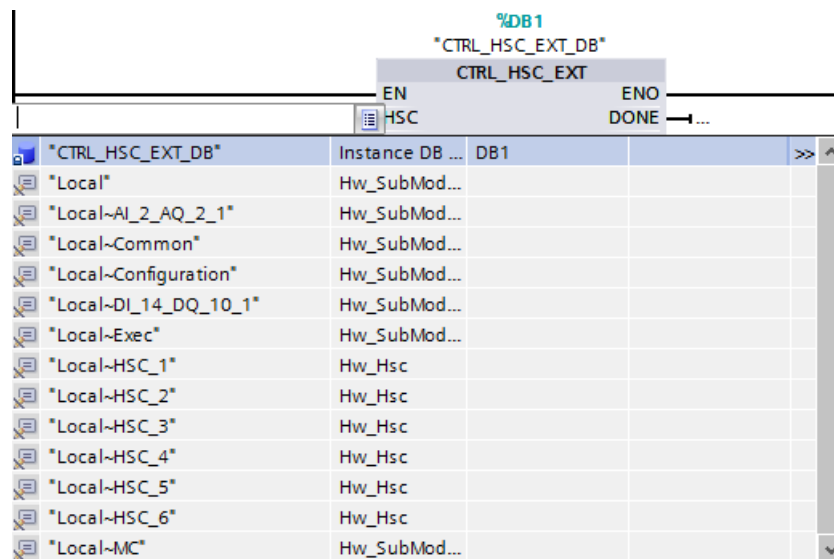 %DB1
"CTRL_HSC_EXT_DB"
CTRL_HSC_EXT
EN ENO
HSC DONE ...
"CTRL_HSC_EXT_DB" Instance DB ... DB1 >>
"Local" Hw_SubMod...
"Local~AI_2_AQ_2_1" Hw_SubMod...
"Local~Common" Hw_SubMod...
"Local~Configuration" Hw_SubMod...
"Local~DI_14_DQ_10_1" Hw_SubMod...
"Local~Exec" Hw_SubMod...
"Local~HSC_1" Hw_Hsc
"Local~HSC_2" Hw_Hsc
"Local~HSC_3" Hw_Hsc
"Local~HSC_4" Hw_Hsc
"Local~HSC_5" Hw_Hsc
"Local~HSC_6" Hw_Hsc
"Local~MC" Hw_SubMod...